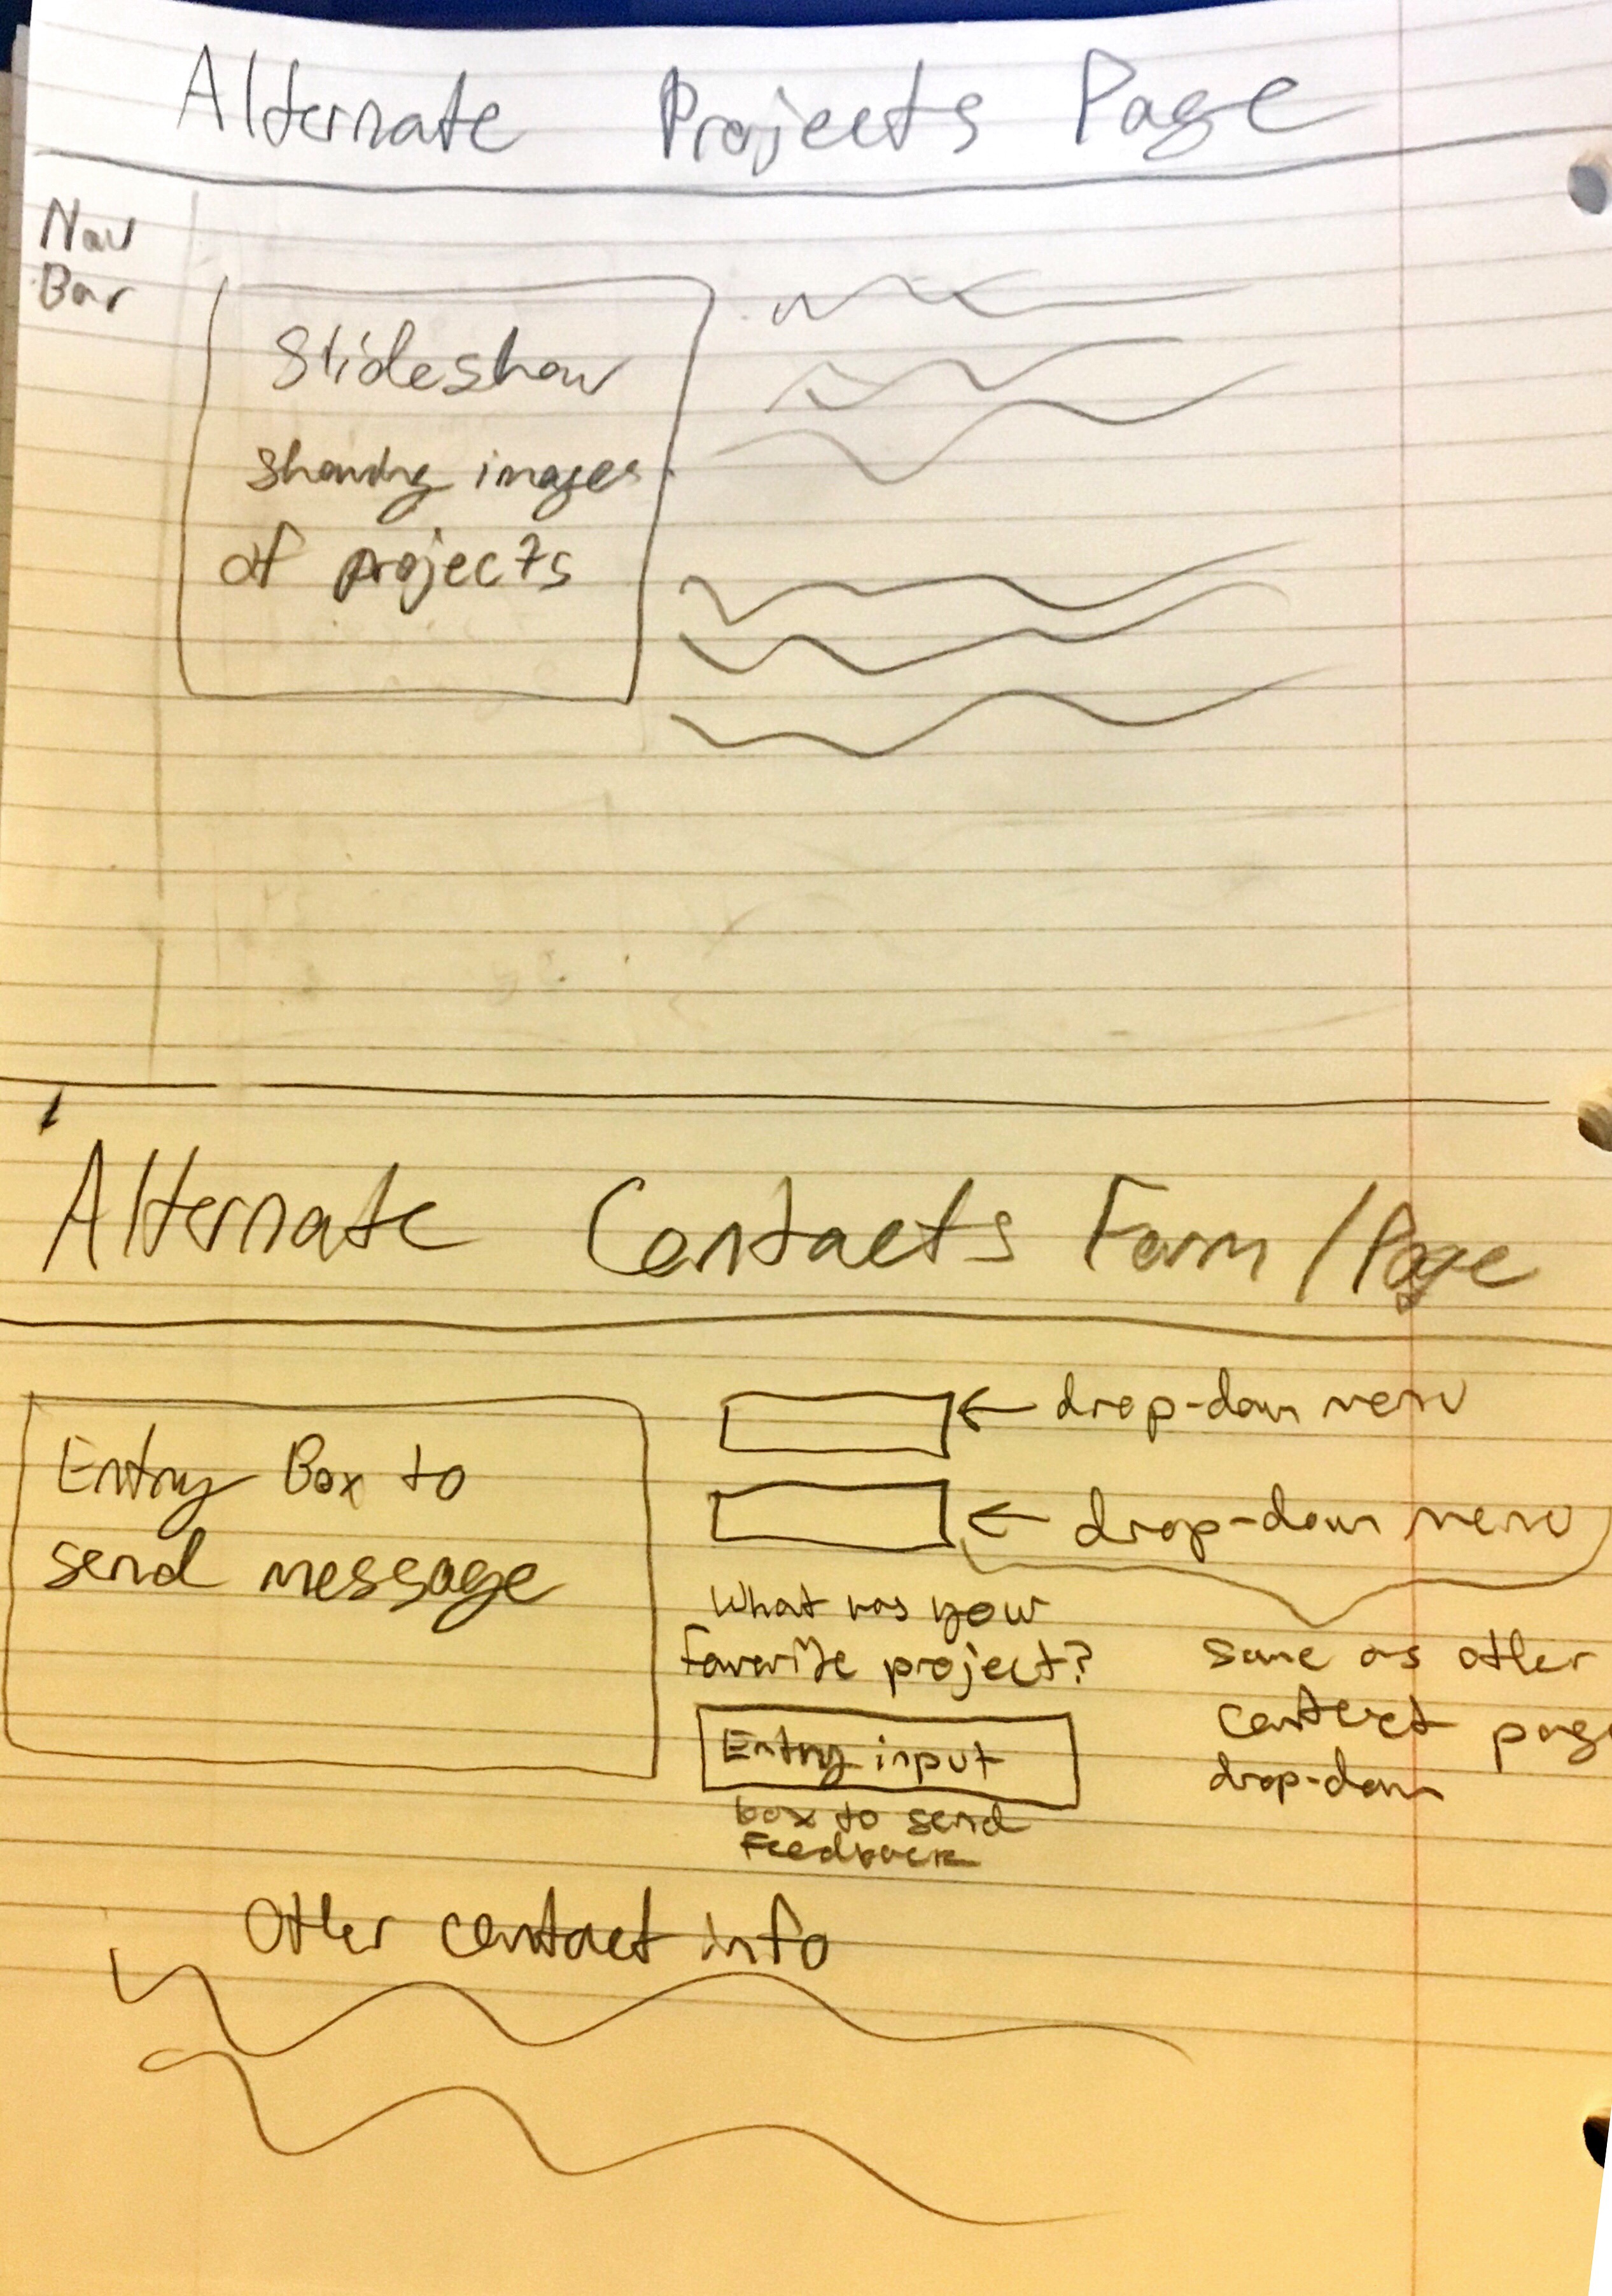 Alternate Projects Page
Nav
Bar
Slideshow
showing images
of projects
Alternate Contacts Form/Page
Entry Box to
send message
← drop-down menu
← drop-down menu
What was your
favorite project?
Entry input
box to send
Feedback
same as other
contact page
drop-down
Other contact info